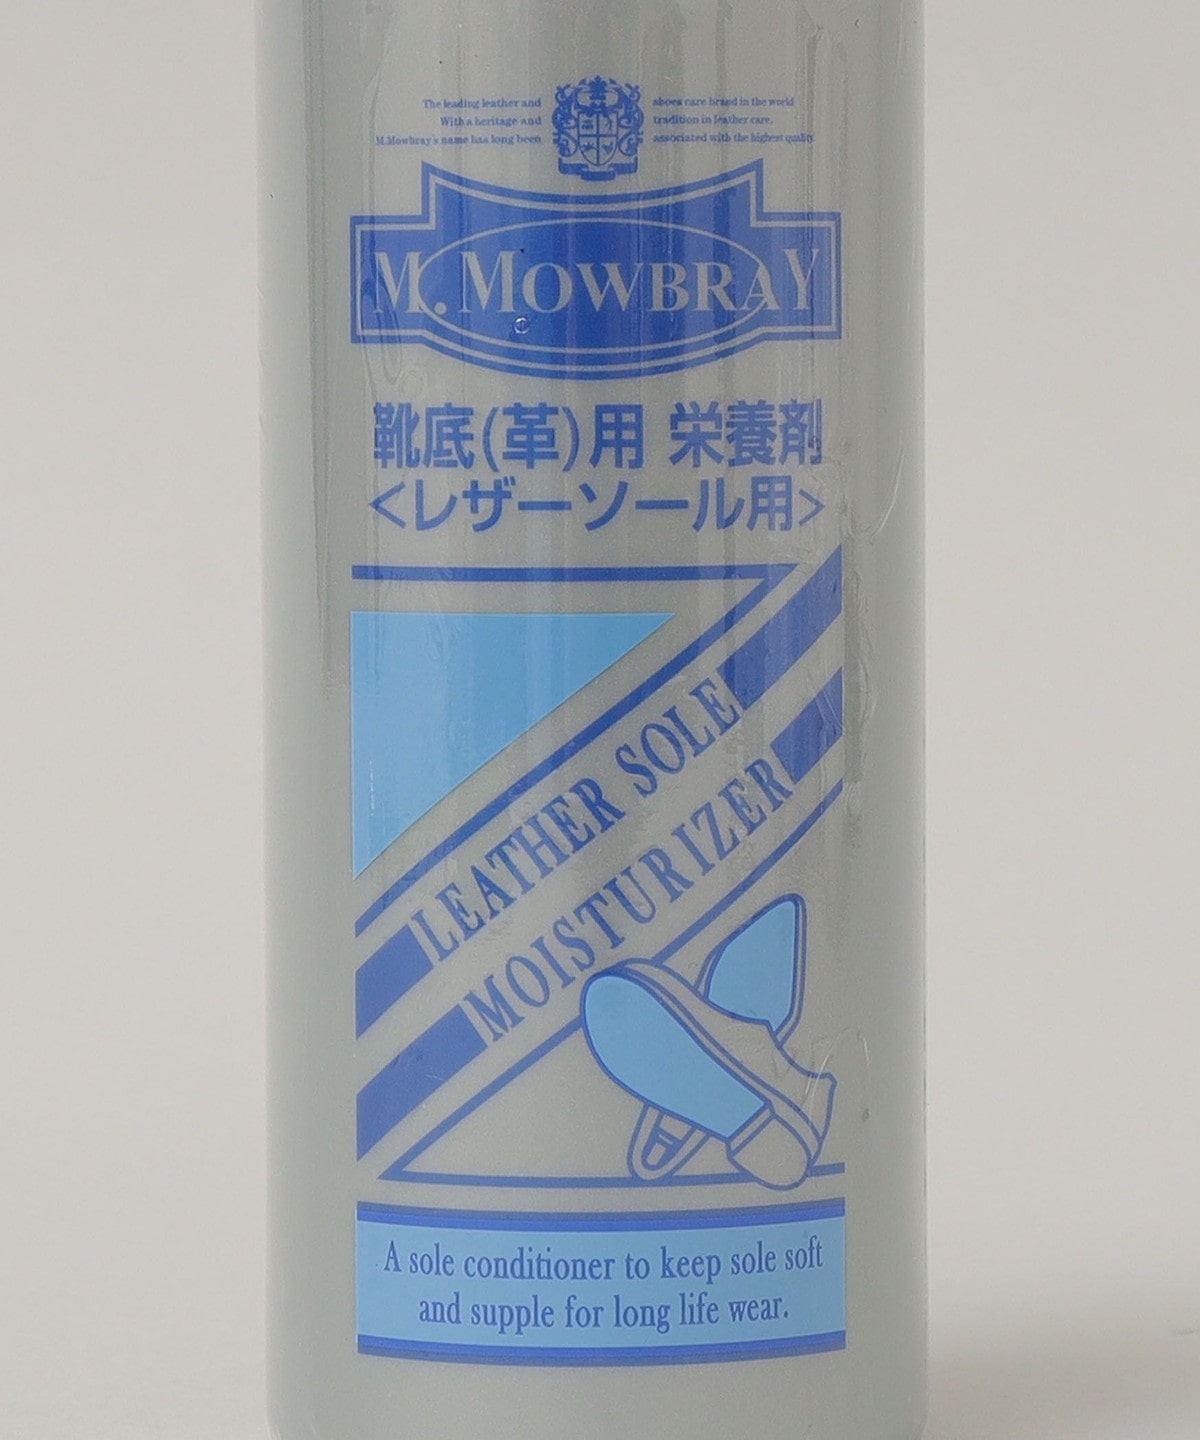 The leading leather and shoes care brand in the world
With a heritage and tradition in leather care,
M.Mowbray's name has long been associated with the highest quality
M. MOWBRAY
靴底(革)用 栄養剤
<レザーソール用>
LEATHER SOLE
MOISTURIZER
A sole conditioner to keep sole soft
and supple for long life wear.